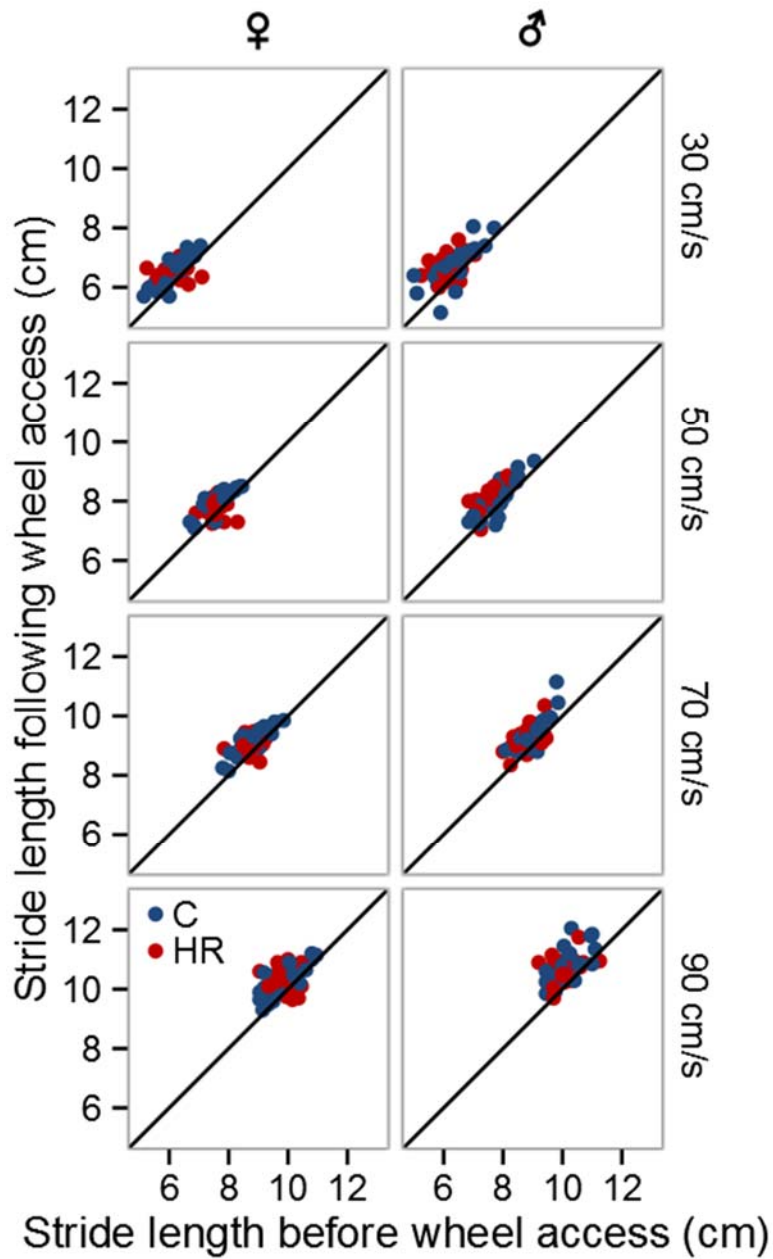 ♀ ♂
12
10
8
6
30 cm/s
12
10
8
6
50 cm/s
12
10
8
6
70 cm/s
C
HR
12
10
8
6
90 cm/s
6 8 10 12 6 8 10 12
Stride length following wheel access (cm)
Stride length before wheel access (cm)